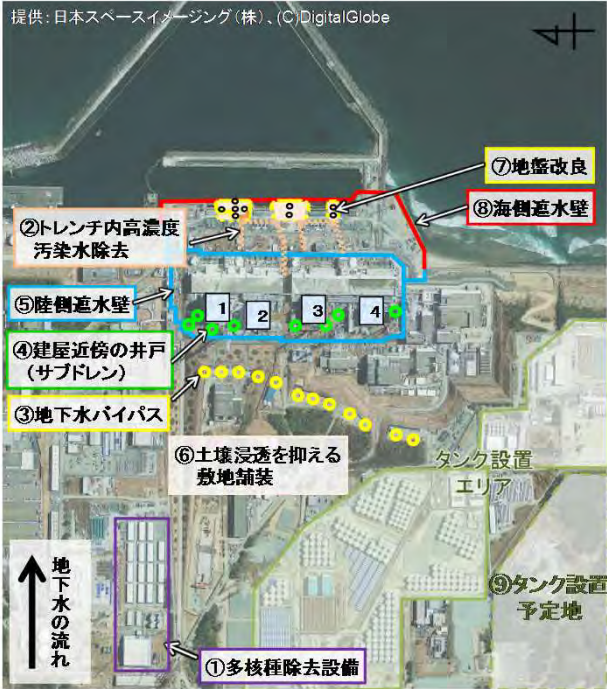 提供：日本スペースイメージング（株）、(C)DigitalGlobe
⑦地盤改良
⑧海側遮水壁
②トレンチ内高濃度
汚染水除去
⑤陸側遮水壁
1
2
3
4
④建屋近傍の井戸
（サブドレン）
③地下水バイパス
⑥土壌浸透を抑える
敷地舗装
タンク設置
エリア
⑨タンク設置
予定地
地下水の流れ
①多核種除去設備